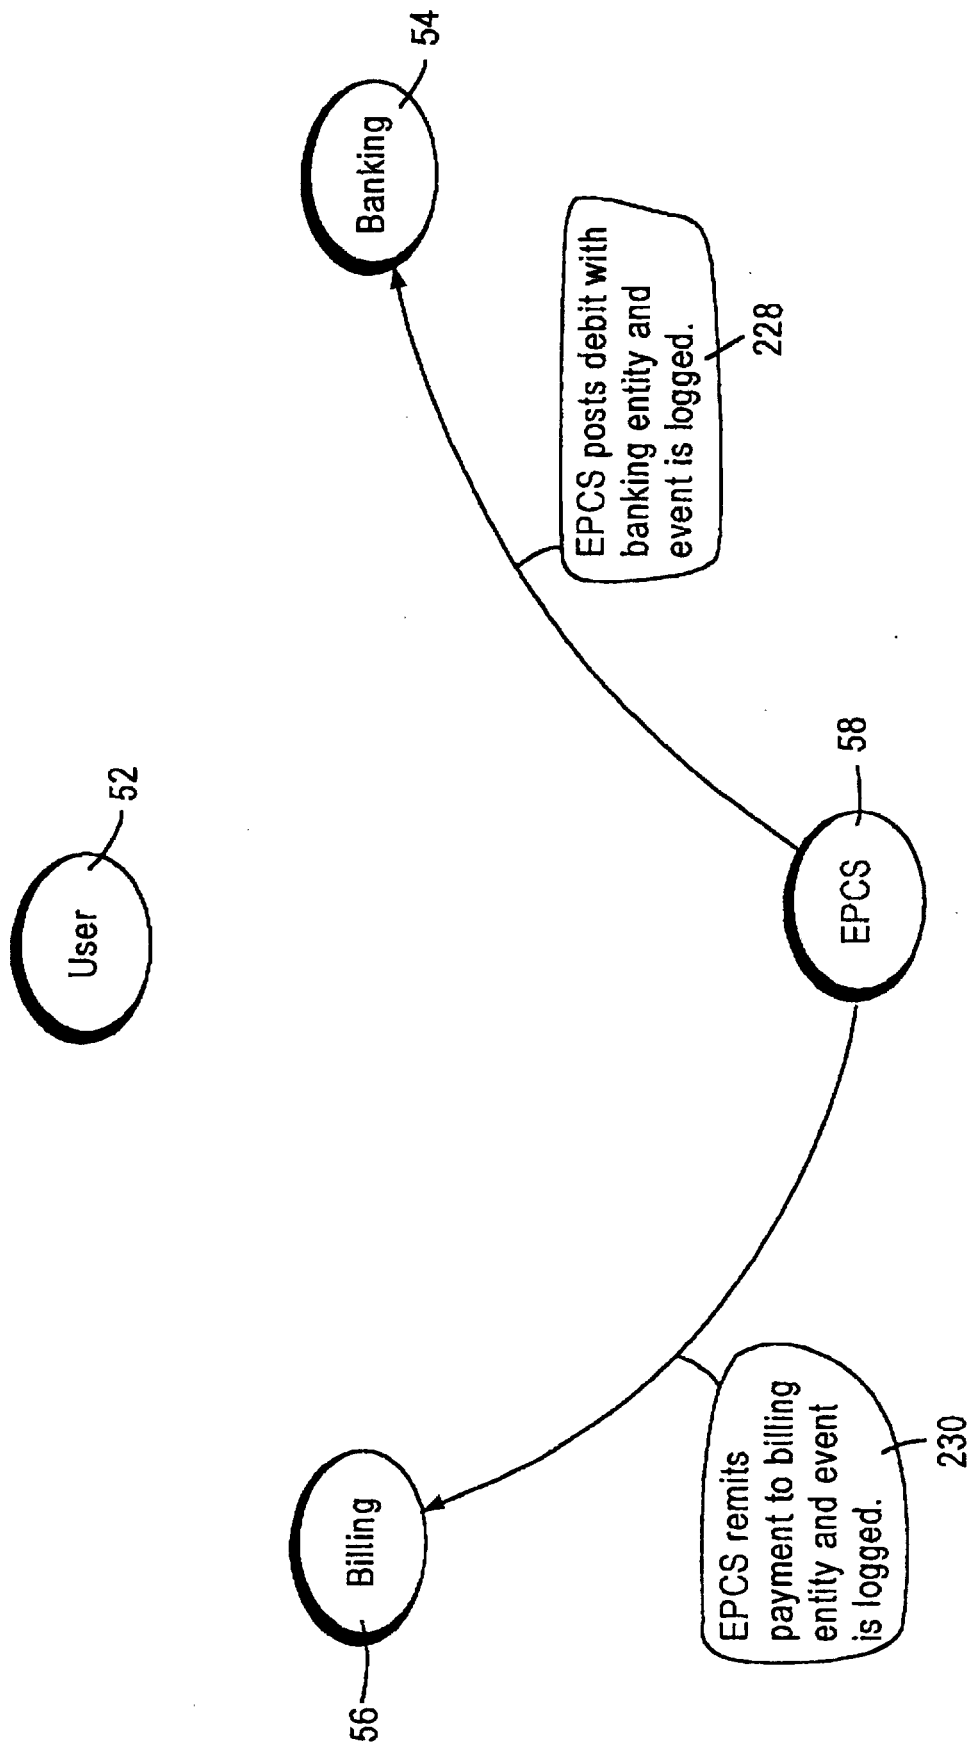 User
52
Billing
56
Banking
54
EPCS
58
EPCS remits
payment to billing
entity and event
is logged.
230
EPCS posts debit with
banking entity and
event is logged.
228